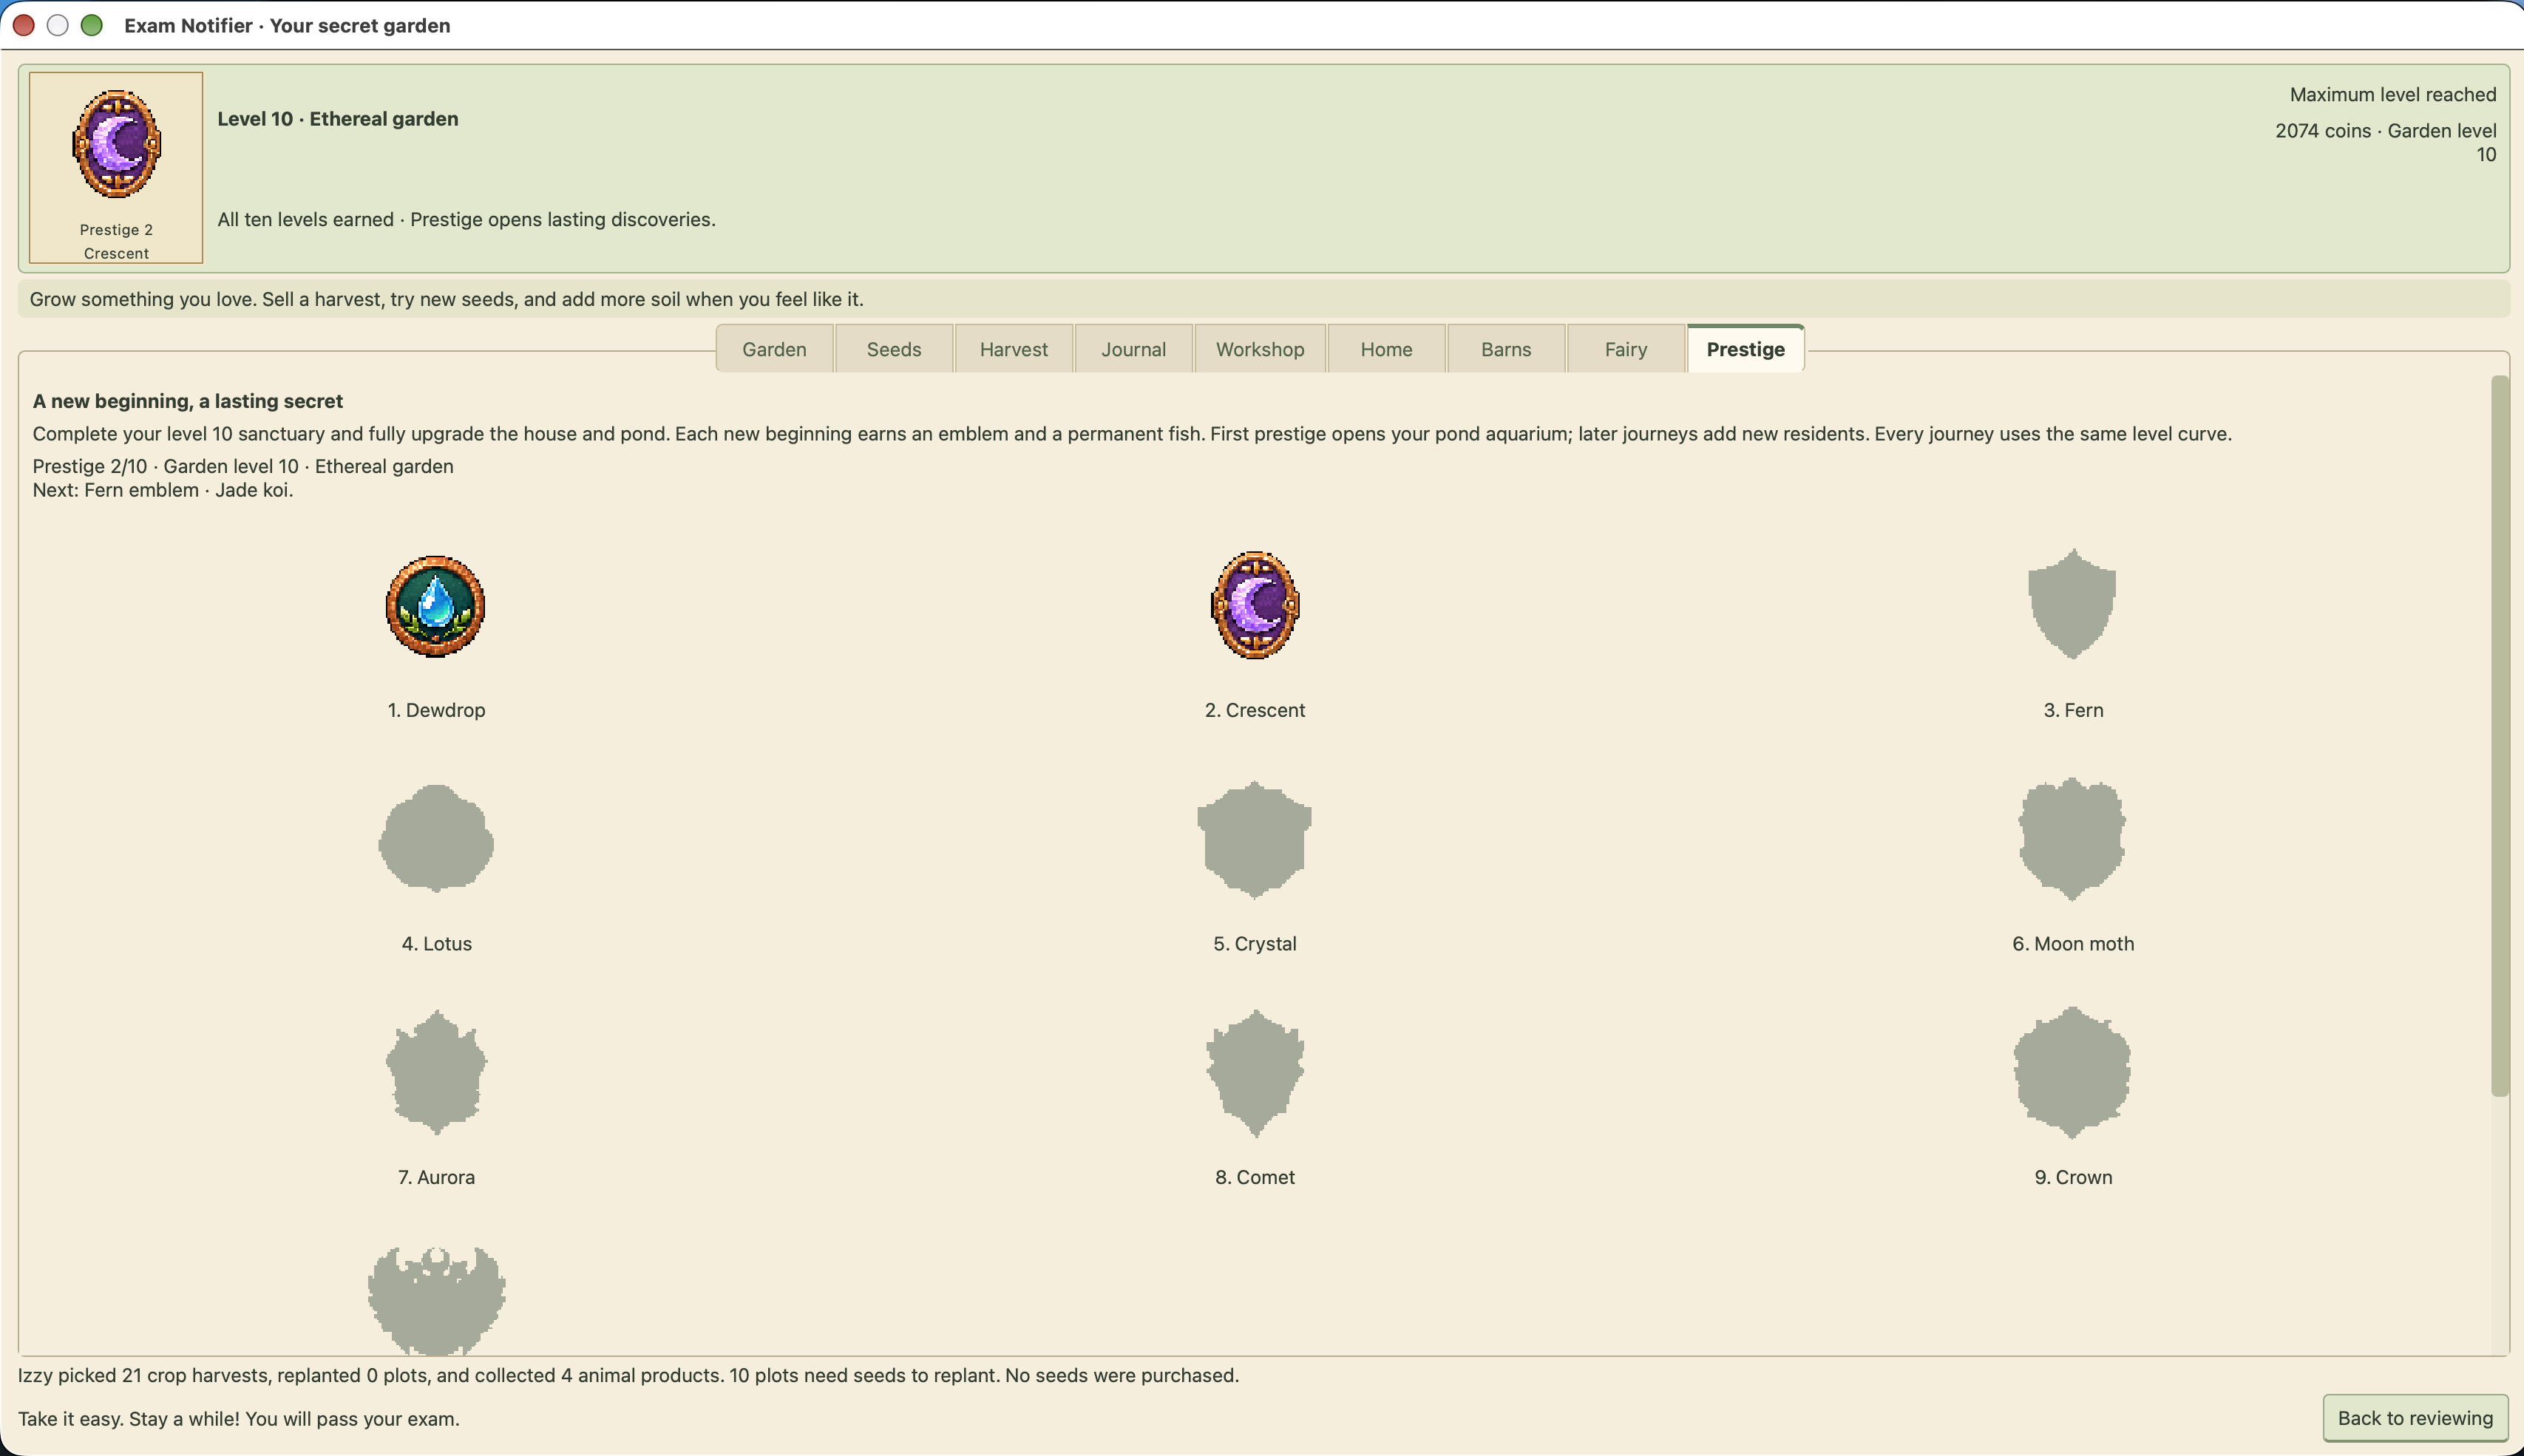 Exam Notifier · Your secret garden
Level 10 · Ethereal garden
All ten levels earned · Prestige opens lasting discoveries.
Prestige 2
Crescent
Maximum level reached
2074 coins · Garden level
10
Grow something you love. Sell a harvest, try new seeds, and add more soil when you feel like it.
Garden Seeds Harvest Journal Workshop Home Barns Fairy Prestige
A new beginning, a lasting secret
Complete your level 10 sanctuary and fully upgrade the house and pond. Each new beginning earns an emblem and a permanent fish. First prestige opens your pond aquarium; later journeys add new residents. Every journey uses the same level curve.
Prestige 2/10 · Garden level 10 · Ethereal garden
Next: Fern emblem · Jade koi.
1. Dewdrop 2. Crescent 3. Fern
4. Lotus 5. Crystal 6. Moon moth
7. Aurora 8. Comet 9. Crown
Izzy picked 21 crop harvests, replanted 0 plots, and collected 4 animal products. 10 plots need seeds to replant. No seeds were purchased.
Take it easy. Stay a while! You will pass your exam.
Back to reviewing